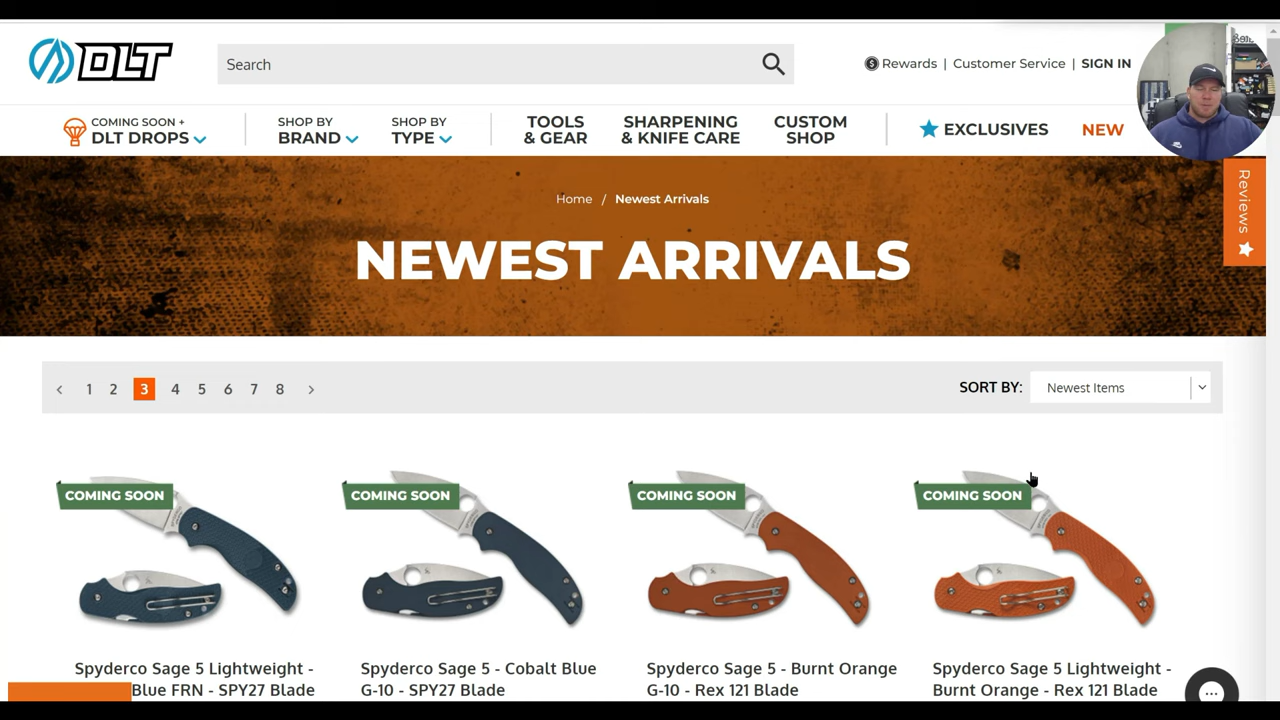 DLT
Search
Rewards | Customer Service | SIGN IN
COMING SOON +
DLT DROPS
SHOP BY
BRAND
SHOP BY
TYPE
TOOLS
& GEAR
SHARPENING
& KNIFE CARE
CUSTOM
SHOP
EXCLUSIVES
NEW
Reviews
Home / Newest Arrivals
NEWEST ARRIVALS
< 1 2 3 4 5 6 7 8 >
SORT BY: Newest Items
COMING SOON
COMING SOON
COMING SOON
COMING SOON
Spyderco Sage 5 Lightweight -
Blue FRN - SPY27 Blade
Spyderco Sage 5 - Cobalt Blue
G-10 - SPY27 Blade
Spyderco Sage 5 - Burnt Orange
G-10 - Rex 121 Blade
Spyderco Sage 5 Lightweight -
Burnt Orange - Rex 121 Blade